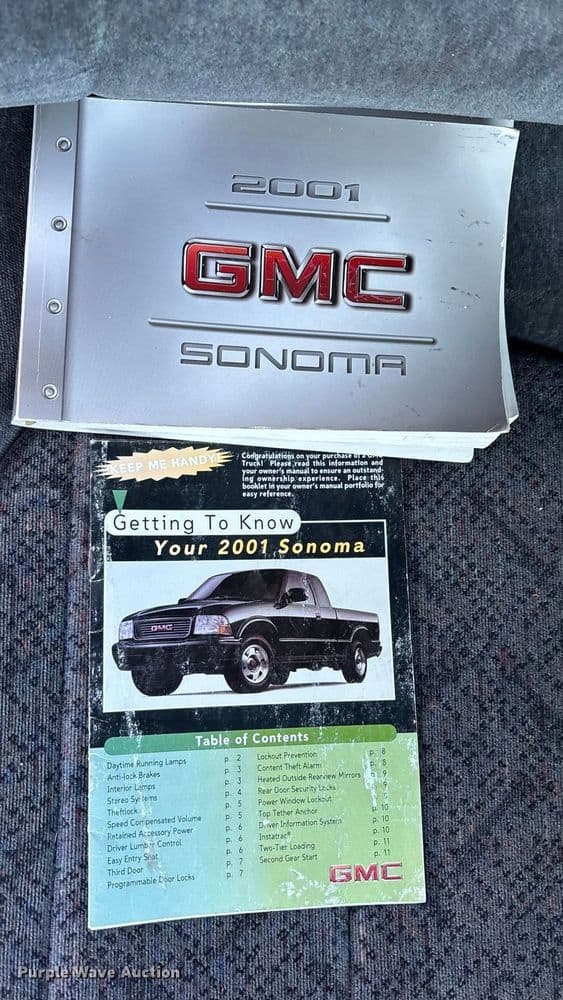 2001
GMC
SONOMA
KEEP ME HANDY!
Congratulations on your purchase of a GMC
Truck! Please read this information and
your owner's manual to ensure an outstand-
ing ownership experience. Place this
booklet in your owner's manual portfolio for
easy reference.
Getting To Know
Your 2001 Sonoma
GMC
Table of Contents
Daytime Running Lamps p. 2
Anti-lock Brakes p. 3
Interior Lamps p. 3
Stereo Systems p. 4
Theftlock p. 5
Speed Compensated Volume p. 5
Retained Accessory Power p. 6
Driver Lumbar Control p. 6
Easy Entry Seat p. 6
Third Door p. 7
Programmable Door Locks p. 7
Lockout Prevention p. 8
Content Theft Alarm p. 8
Heated Outside Rearview Mirrors p. 9
Rear Door Security Locks 9
Power Window Lockout
Top Tether Anchor p. 10
Driver Information System p. 10
Instatrac® p. 10
Two-Tier Loading p. 11
Second Gear Start p. 11
GMC
Purple Wave Auction